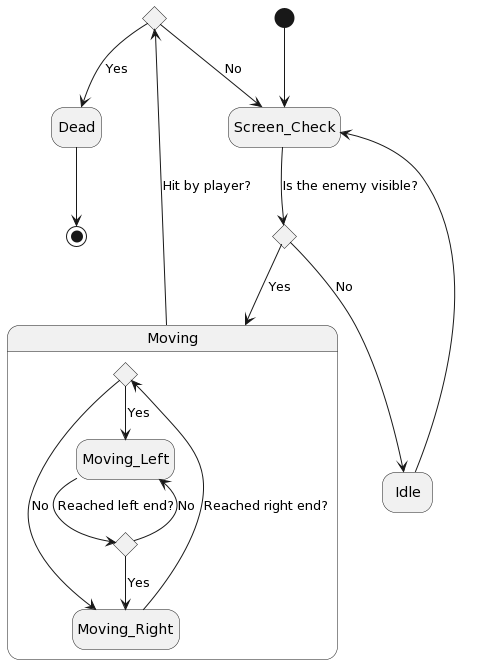 Yes
No
Dead
Screen_Check
Hit by player?
Is the enemy visible?
Yes
No
Moving
Yes
Moving_Left
No
Reached left end?
No
Reached right end?
Idle
Yes
Moving_Right